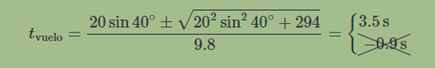 t_vuelo = (20 sin 40° ± √(20² sin² 40° + 294)) / 9.8 = { 3.5 s
−0.9 s